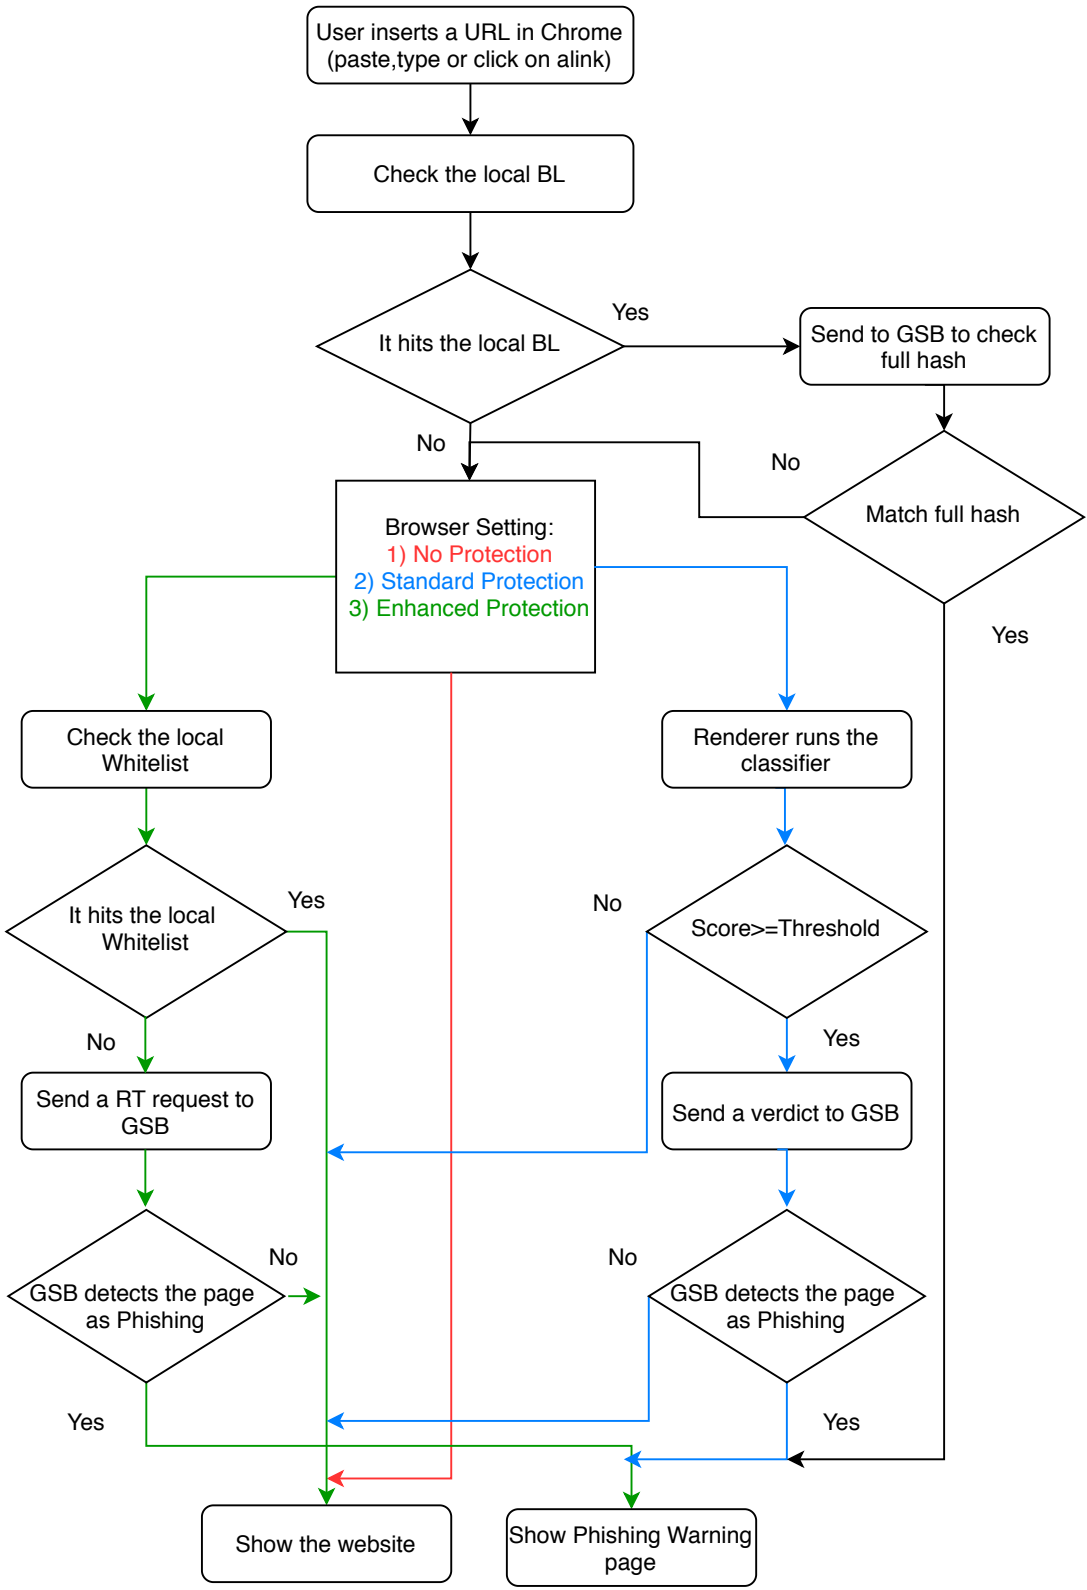 User inserts a URL in Chrome
(paste,type or click on alink)
Check the local BL
It hits the local BL
Yes
Send to GSB to check
full hash
No
No
Match full hash
Browser Setting:
1) No Protection
2) Standard Protection
3) Enhanced Protection
Yes
Check the local
Whitelist
Renderer runs the
classifier
It hits the local
Whitelist
Yes
No
Score>=Threshold
No
Yes
Send a RT request to
GSB
Send a verdict to GSB
No
GSB detects the page
as Phishing
No
GSB detects the page
as Phishing
Yes
Yes
Show the website
Show Phishing Warning
page